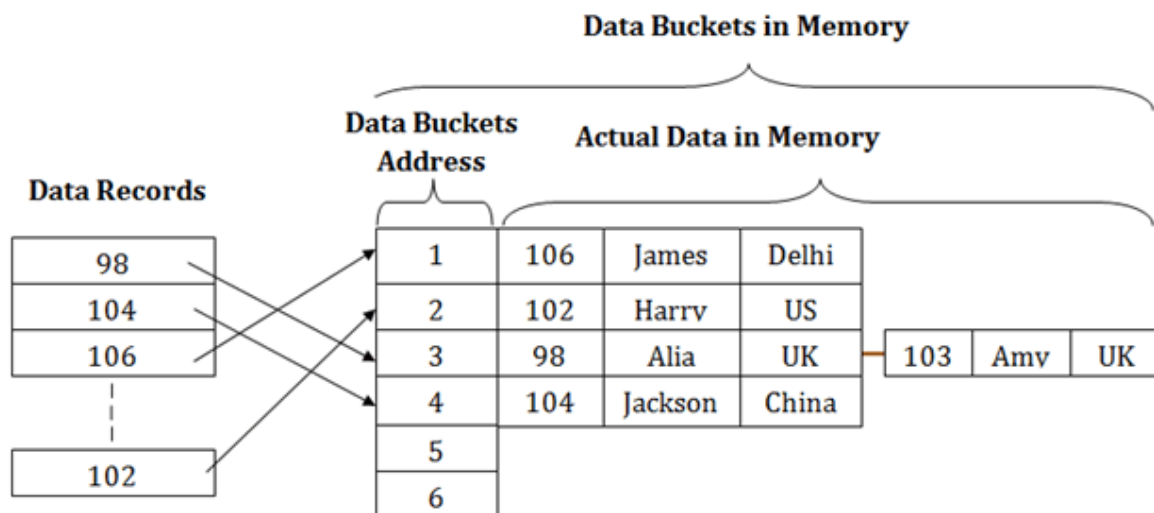 Data Buckets in Memory
Data Buckets
Address
Actual Data in Memory
Data Records
98
104
106
102
1 106 James Delhi
2 102 Harry US
3 98 Alia UK 103 Amy UK
4 104 Jackson China
5
6